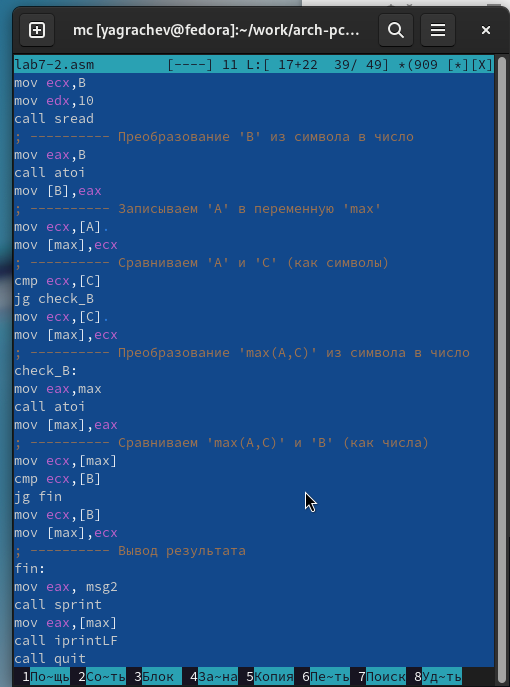 mc [yagrachev@fedora]:~/work/arch-pc...
lab7-2.asm [----] 11 L:[ 17+22 39/ 49] *(909 [*][X]
mov ecx,B
mov edx,10
call sread
; ---------- Преобразование 'B' из символа в число
mov eax,B
call atoi
mov [B],eax
; ---------- Записываем 'A' в переменную 'max'
mov ecx,[A].
mov [max],ecx
; ---------- Сравниваем 'A' и 'С' (как символы)
cmp ecx,[C]
jg check_B
mov ecx,[C].
mov [max],ecx
; ---------- Преобразование 'max(A,C)' из символа в число
check_B:
mov eax,max
call atoi
mov [max],eax
; ---------- Сравниваем 'max(A,C)' и 'B' (как числа)
mov ecx,[max]
cmp ecx,[B]
jg fin
mov ecx,[B]
mov [max],ecx
; ---------- Вывод результата
fin:
mov eax, msg2
call sprint
mov eax,[max]
call iprintLF
call quit
1По~щь 2Со~ть 3Блок 4За~на 5Копия 6Пе~ть 7Поиск 8Уд~ть